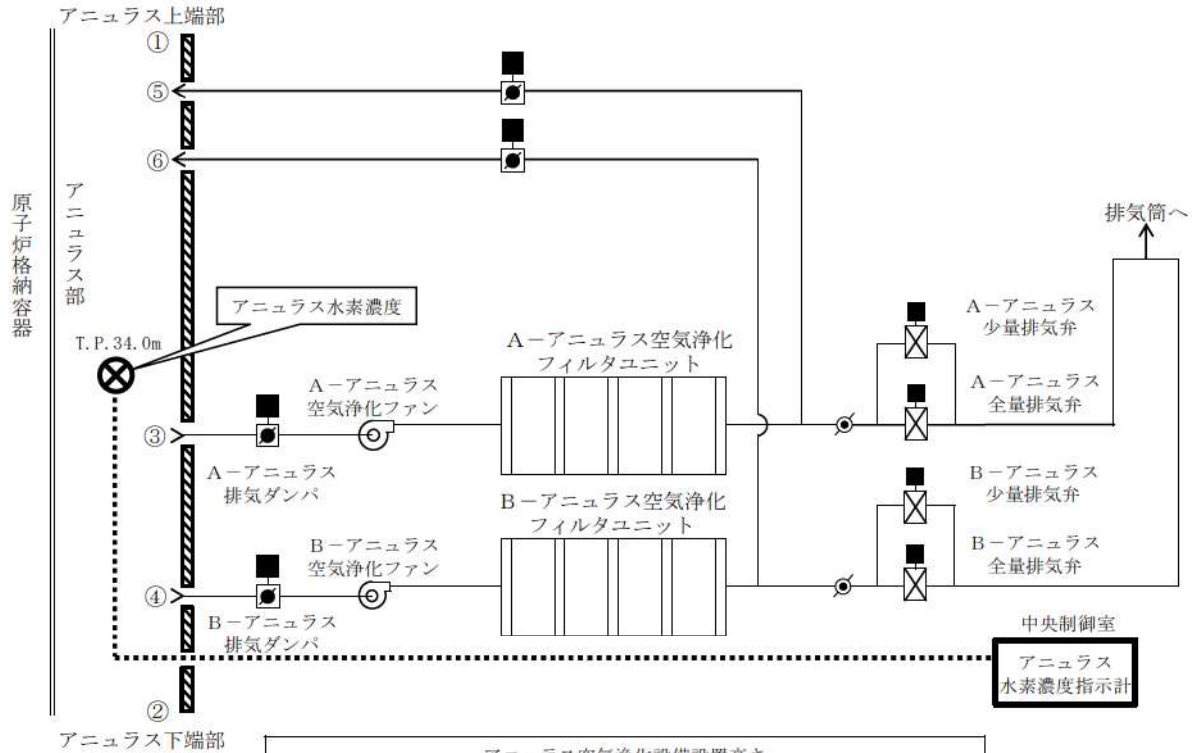 アニュラス上端部
①
⑤
⑥
原子炉格納容器
アニュラス部
排気筒へ
アニュラス水素濃度
T.P.34.0m
A-アニュラス
少量排気弁
A-アニュラス空気浄化
フィルタユニット
A-アニュラス
空気浄化ファン
A-アニュラス
全量排気弁
③
A-アニュラス
排気ダンパ
B-アニュラス空気浄化
フィルタユニット
B-アニュラス
少量排気弁
B-アニュラス
空気浄化ファン
B-アニュラス
全量排気弁
④
B-アニュラス
排気ダンパ
中央制御室
アニュラス
水素濃度指示計
②
アニュラス下端部